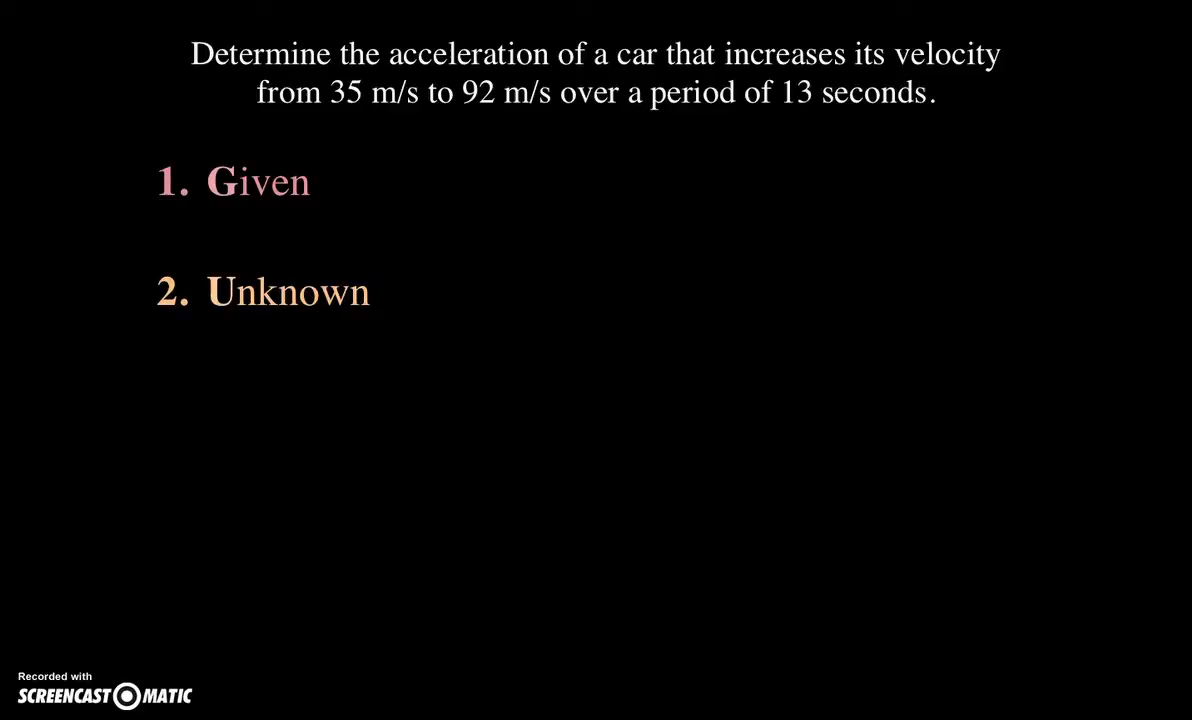 Determine the acceleration of a car that increases its velocity
from 35 m/s to 92 m/s over a period of 13 seconds.
1. Given
2. Unknown
Recorded with
SCREENCAST O MATIC